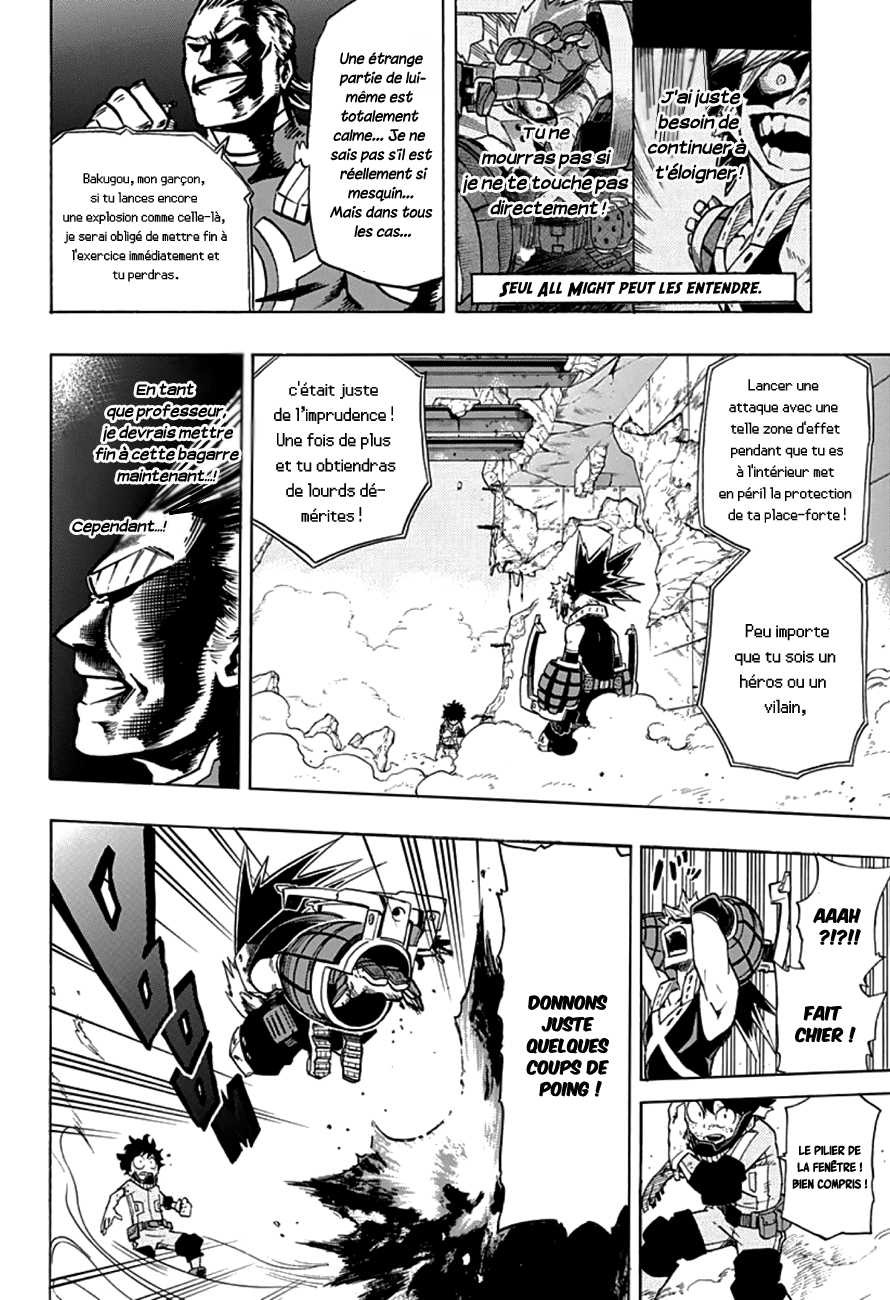 J'ai juste
besoin de
continuer à
t'éloigner !
Tu ne
mourras pas si
je ne te touche pas
directement !
Seul All Might peut les entendre.
Une étrange
partie de lui-
même est
totalement
calme... Je ne
sais pas s'il est
réellement si
mesquin...
Mais dans tous
les cas...
Bakugou, mon garçon,
si tu lances encore
une explosion comme celle-là,
je serai obligé de mettre fin à
l'exercice immédiatement et
tu perdras.
Lancer une
attaque avec une
telle zone d'effet
pendant que tu es
à l'intérieur met
en péril la protection
de ta place-forte !
Peu importe
que tu sois un
héros ou un
vilain,
c'était juste
de l'imprudence !
Une fois de plus
et tu obtiendras
de lourds dé-
mérites !
En tant
que professeur,
je devrais mettre
fin à cette bagarre
maintenant...!
Cependant...!
AAAH
?!?!!
FAIT
CHIER !
LE PILIER DE
LA FENÊTRE !
BIEN COMPRIS !
DONNONS
JUSTE
QUELQUES
COUPS DE
POING !
BOOOM